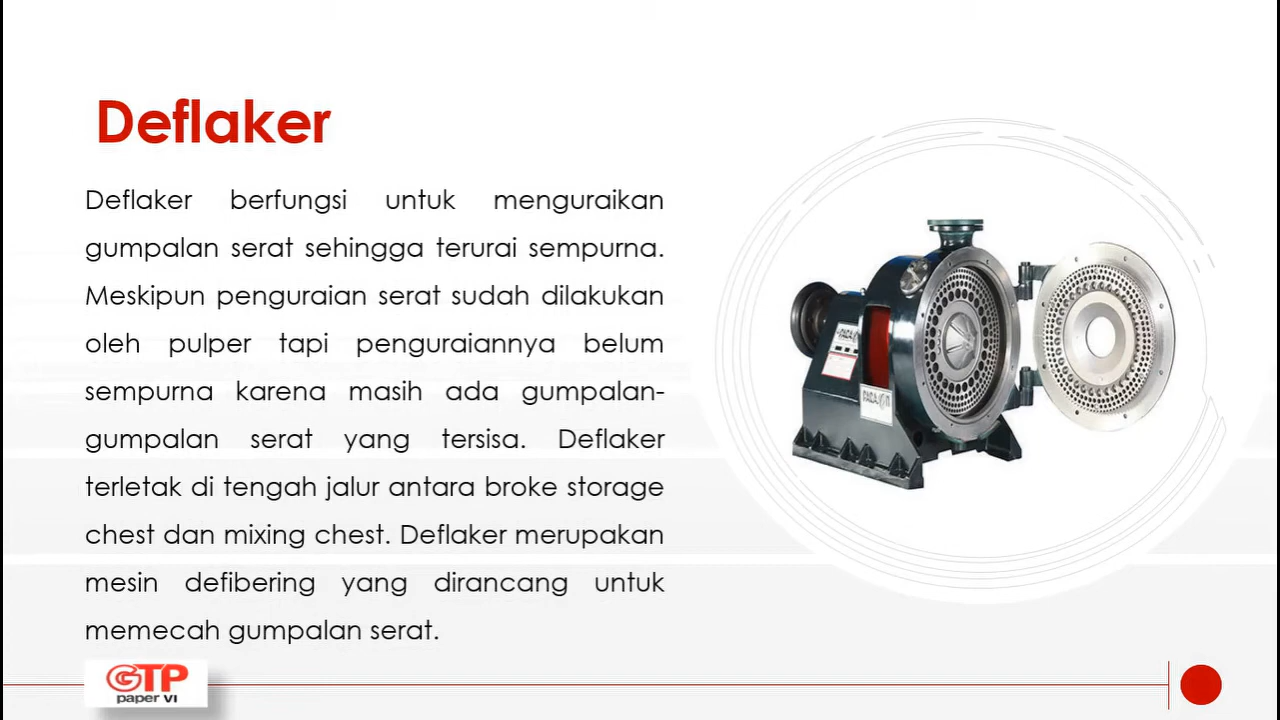 Deflaker
Deflaker berfungsi untuk menguraikan
gumpalan serat sehingga terurai sempurna.
Meskipun penguraian serat sudah dilakukan
oleh pulper tapi penguraiannya belum
sempurna karena masih ada gumpalan-
gumpalan serat yang tersisa. Deflaker
terletak di tengah jalur antara broke storage
chest dan mixing chest. Deflaker merupakan
mesin defibering yang dirancang untuk
memecah gumpalan serat.
GTP
paper VI